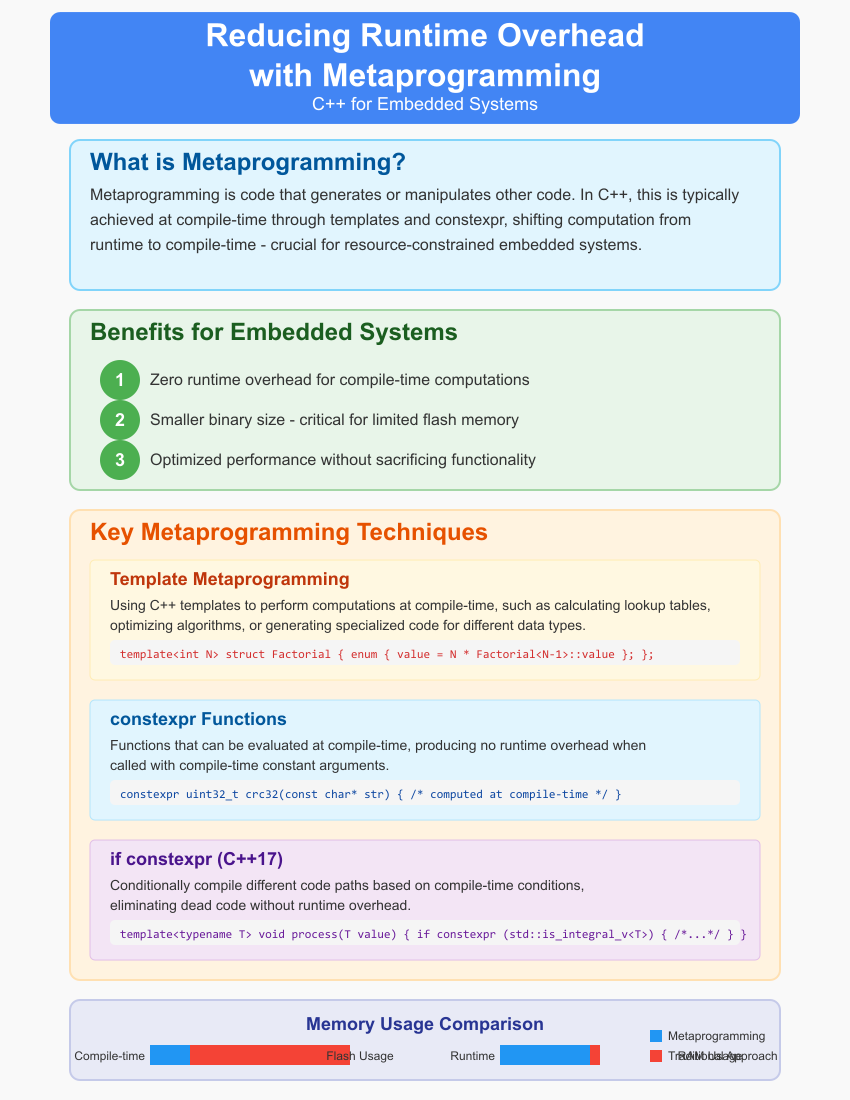 Reducing Runtime Overhead
with Metaprogramming
C++ for Embedded Systems
What is Metaprogramming?
Metaprogramming is code that generates or manipulates other code. In C++, this is typically
achieved at compile-time through templates and constexpr, shifting computation from
runtime to compile-time - crucial for resource-constrained embedded systems.
Benefits for Embedded Systems
1 Zero runtime overhead for compile-time computations
2 Smaller binary size - critical for limited flash memory
3 Optimized performance without sacrificing functionality
Key Metaprogramming Techniques
Template Metaprogramming
Using C++ templates to perform computations at compile-time, such as calculating lookup tables,
optimizing algorithms, or generating specialized code for different data types.
template<int N> struct Factorial { enum { value = N * Factorial<N-1>::value }; };
constexpr Functions
Functions that can be evaluated at compile-time, producing no runtime overhead when
called with compile-time constant arguments.
constexpr uint32_t crc32(const char* str) { /* computed at compile-time */ }
if constexpr (C++17)
Conditionally compile different code paths based on compile-time conditions,
eliminating dead code without runtime overhead.
template<typename T> void process(T value) { if constexpr (std::is_integral_v<T>) { /*...*/ } }
Memory Usage Comparison
Metaprogramming
Compile-time
Flash Usage
Runtime
Traditional Approach
RAM Usage